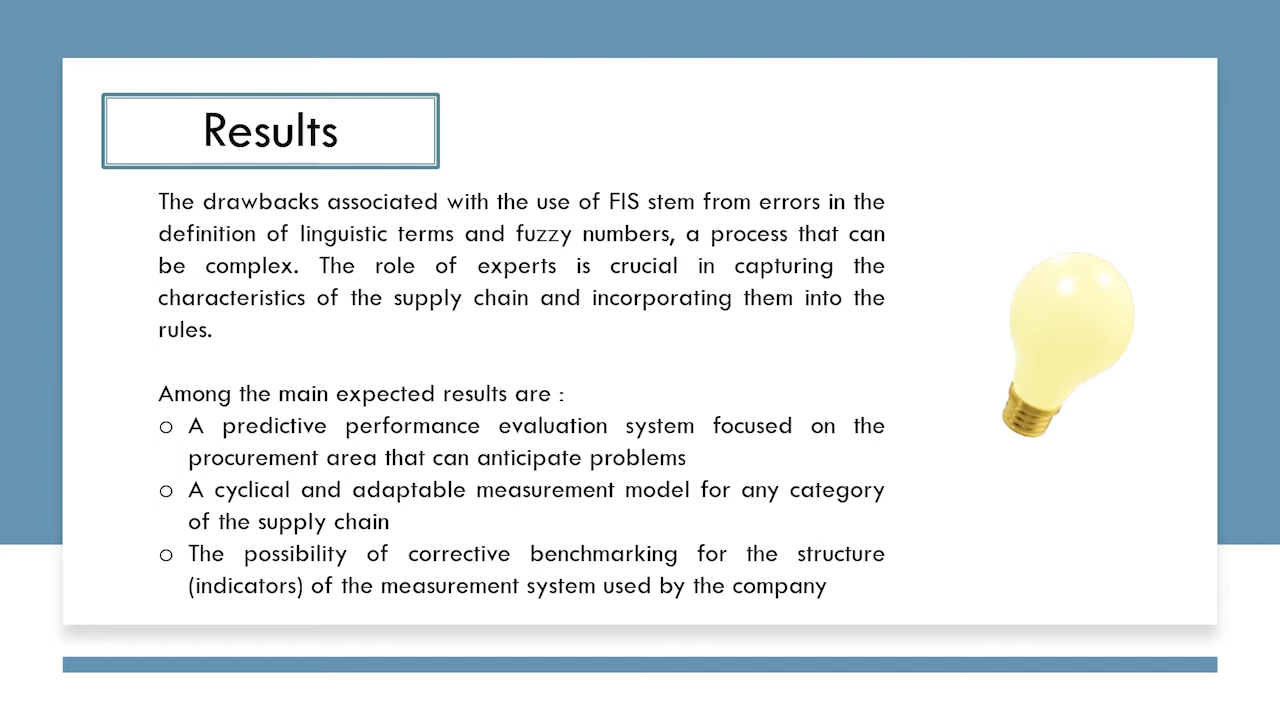 Results
The drawbacks associated with the use of FIS stem from errors in the
definition of linguistic terms and fuzzy numbers, a process that can
be complex. The role of experts is crucial in capturing the
characteristics of the supply chain and incorporating them into the
rules.
Among the main expected results are :
o A predictive performance evaluation system focused on the
procurement area that can anticipate problems
o A cyclical and adaptable measurement model for any category
of the supply chain
o The possibility of corrective benchmarking for the structure
(indicators) of the measurement system used by the company